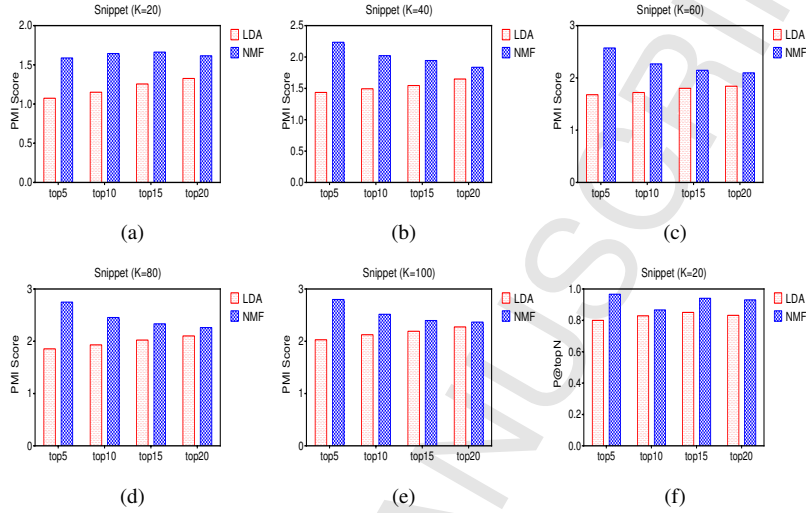 Snippet (K=20)
PMI Score
2.0
1.5
1.0
0.5
0.0
top5 top10 top15 top20
LDA
NMF
(a)
Snippet (K=40)
PMI Score
2.5
2.0
1.5
1.0
0.5
0.0
top5 top10 top15 top20
LDA
NMF
(b)
Snippet (K=60)
PMI Score
3
2
1
0
top5 top10 top15 top20
LDA
NMF
(c)
Snippet (K=80)
PMI Score
3
2
1
0
top5 top10 top15 top20
LDA
NMF
(d)
Snippet (K=100)
PMI Score
3
2
1
0
top5 top10 top15 top20
LDA
NMF
(e)
Snippet (K=20)
P@topN
1.0
0.8
0.6
0.4
0.2
0.0
top5 top10 top15 top20
LDA
NMF
(f)
ANUSCRI